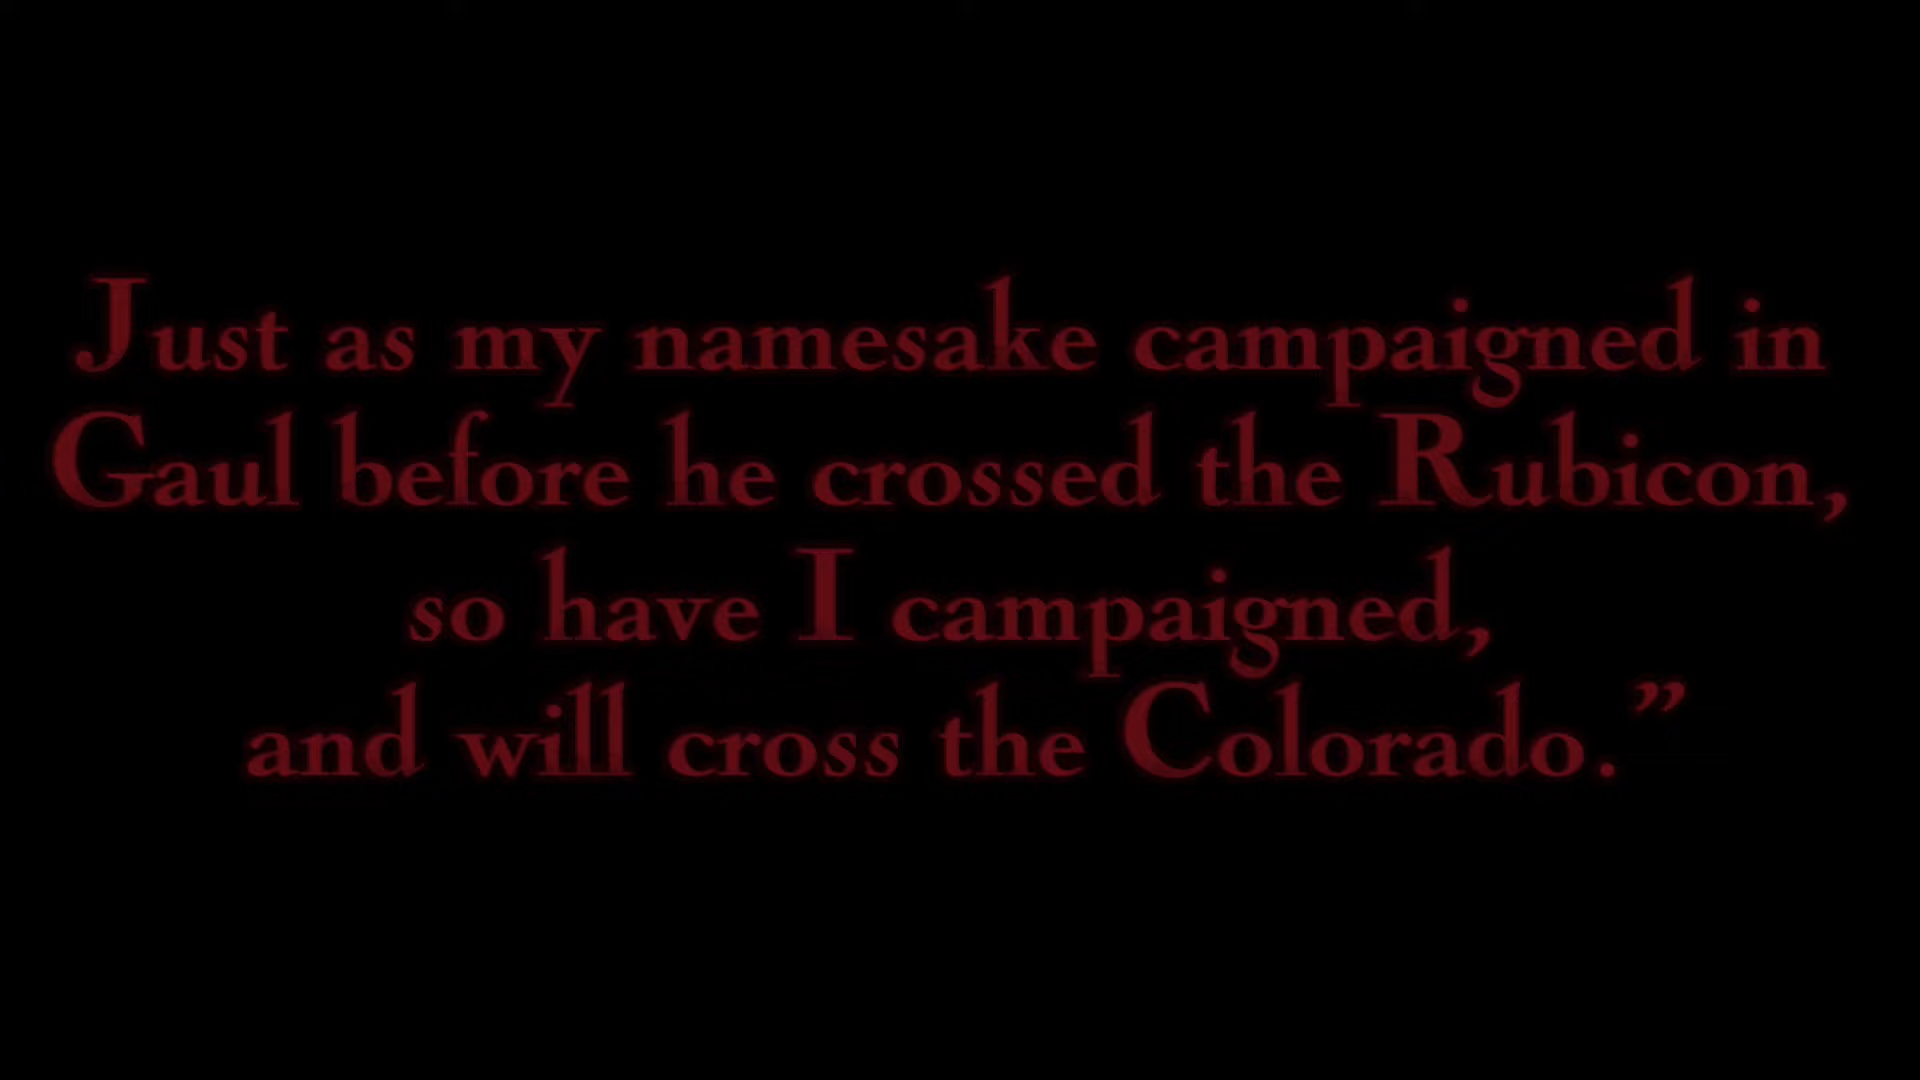 Just as my namesake campaigned in
Gaul before he crossed the Rubicon,
so have I campaigned,
and will cross the Colorado.”